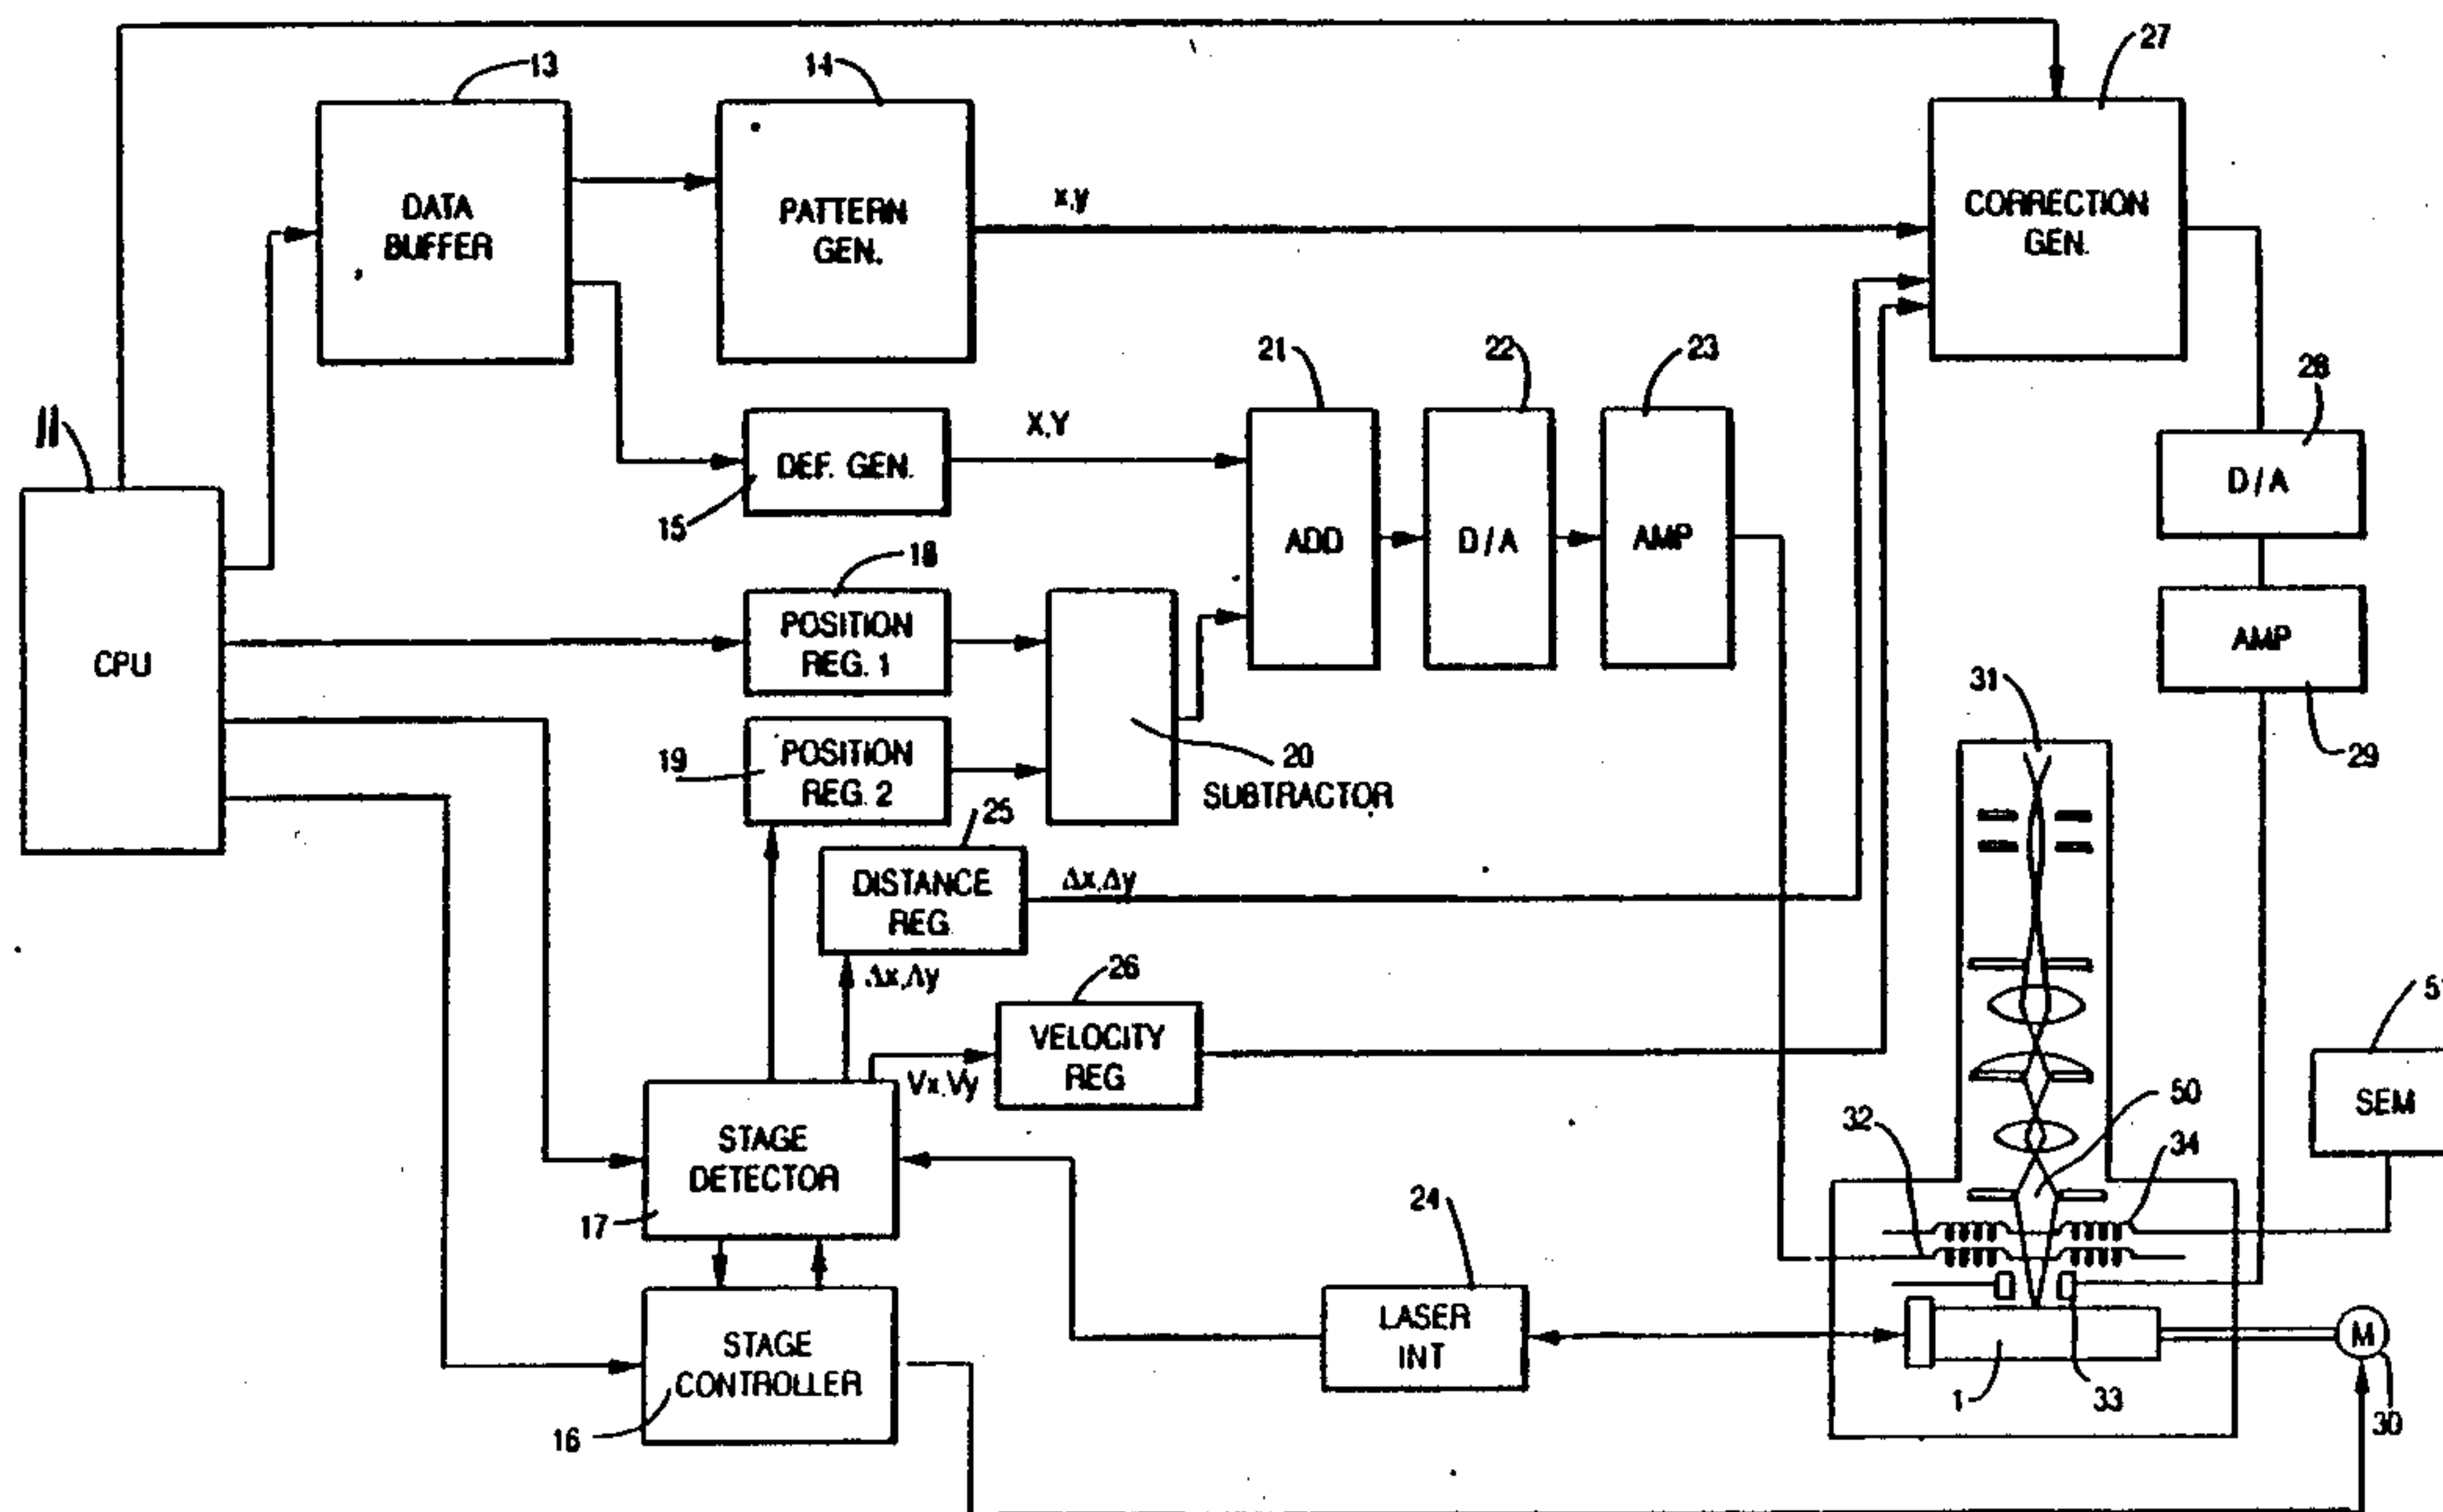 27
13
14
DATA
BUFFER
PATTERN
GEN.
x,y
CORRECTION
GEN.
21
22
23
28
11
DEF. GEN.
X,Y
15
D/A
ADD
D/A
AMP
18
POSITION
REG. 1
CPU
AMP
31
19
POSITION
REG. 2
20
SUBTRACTOR
29
25
DISTANCE
REG
Δx,Δy
Δx,Δy
26
VELOCITY
REG
Vx,Vy
51
SEM
50
32
34
STAGE
DETECTOR
17
24
LASER
INT
M
STAGE
CONTROLLER
16
1
33
30